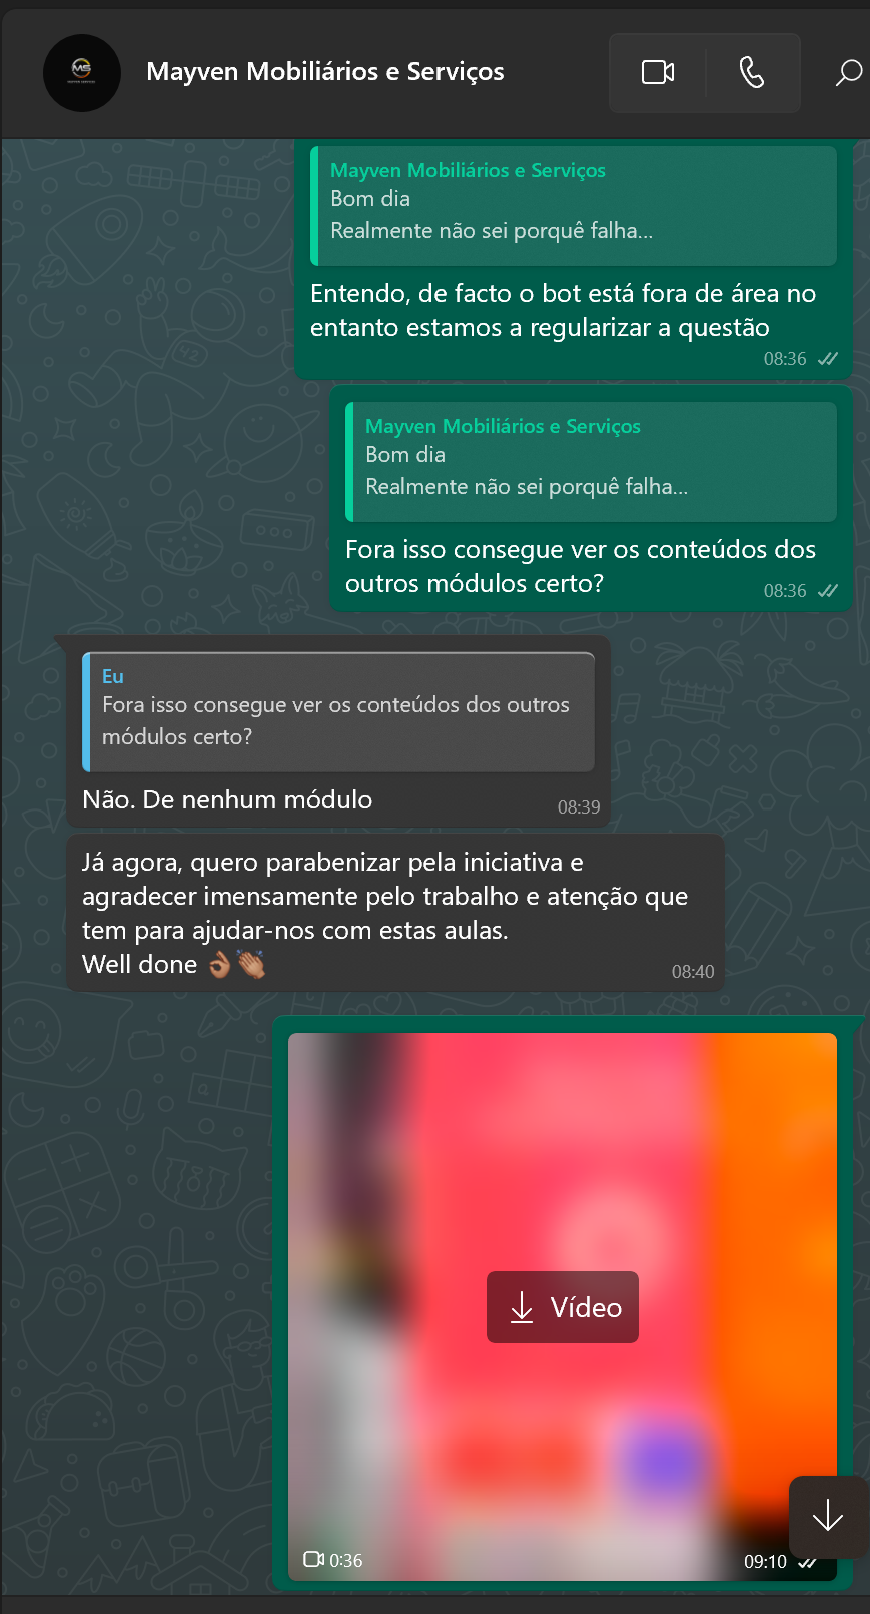 MS
Mayven Mobiliários e Serviços
Mayven Mobiliários e Serviços
Bom dia
Realmente não sei porquê falha...
Entendo, de facto o bot está fora de área no
entanto estamos a regularizar a questão
08:36
Mayven Mobiliários e Serviços
Bom dia
Realmente não sei porquê falha...
Fora isso consegue ver os conteúdos dos
outros módulos certo?
08:36
Eu
Fora isso consegue ver os conteúdos dos outros
módulos certo?
Não. De nenhum módulo
08:39
Já agora, quero parabenizar pela iniciativa e
agradecer imensamente pelo trabalho e atenção que
tem para ajudar-nos com estas aulas.
Well done 👌🏽👏🏽
08:40
Vídeo
0:36
09:10